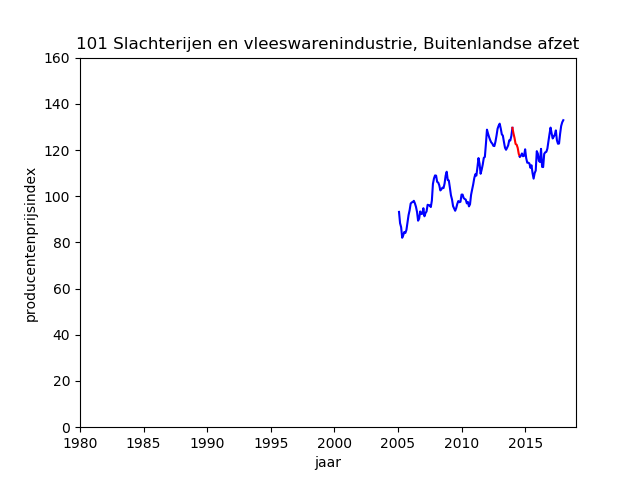 101 Slachterijen en vleeswarenindustrie, Buitenlandse afzet
160
140
120
100
80
60
40
20
0
producentenprijsindex
1980 1985 1990 1995 2000 2005 2010 2015
jaar